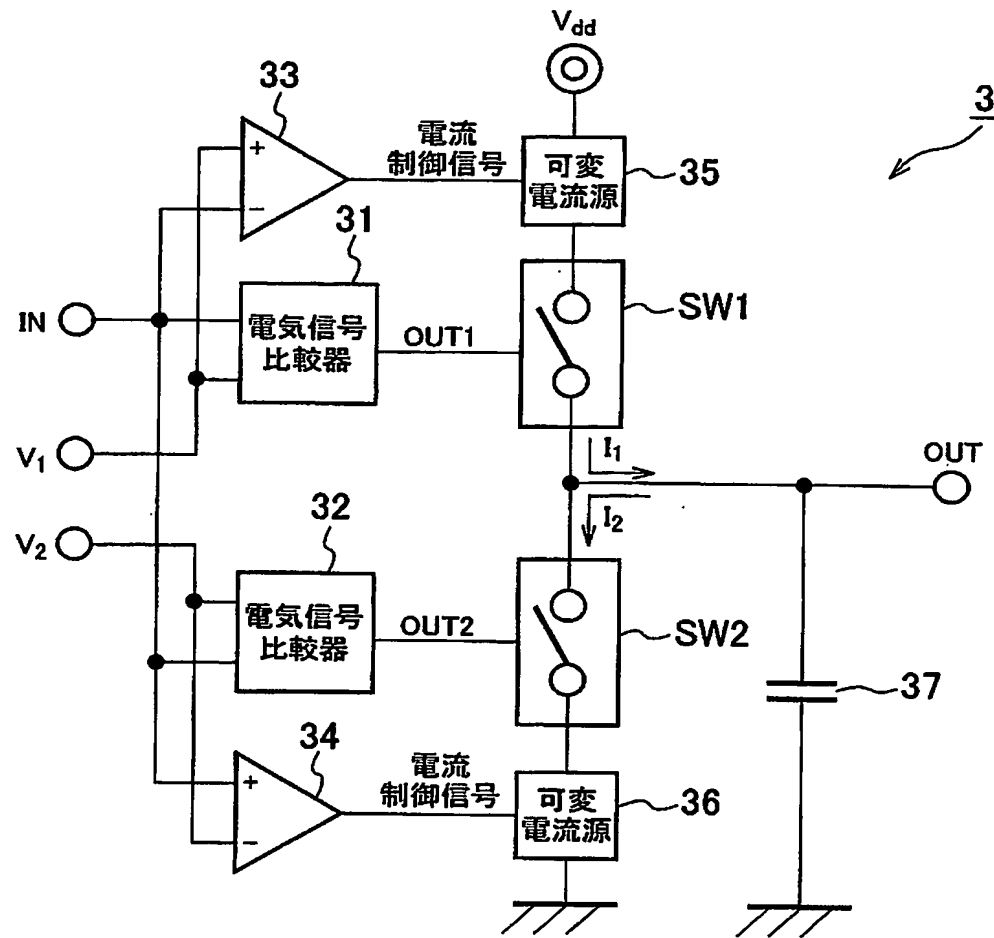 Vdd
33
3
電流
制御信号
可変
電流源
35
+
−
31
IN
電気信号
比較器
OUT1
SW1
V1
I1
OUT
V2
I2
32
電気信号
比較器
OUT2
SW2
37
34
電流
制御信号
可変
電流源
36
+
−